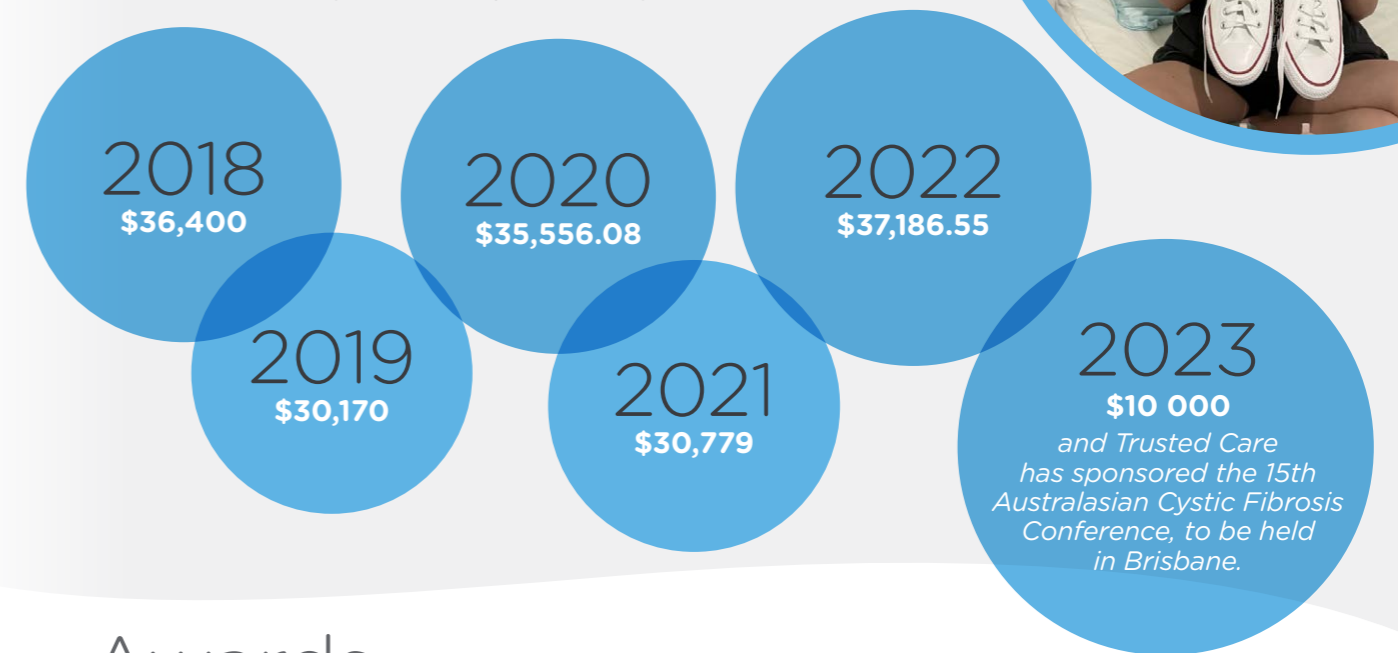 2018
$36,400
2019
$30,170
2020
$35,556.08
2021
$30,779
2022
$37,186.55
2023
$10 000
and Trusted Care
has sponsored the 15th
Australasian Cystic Fibrosis
Conference, to be held
in Brisbane.
Awards